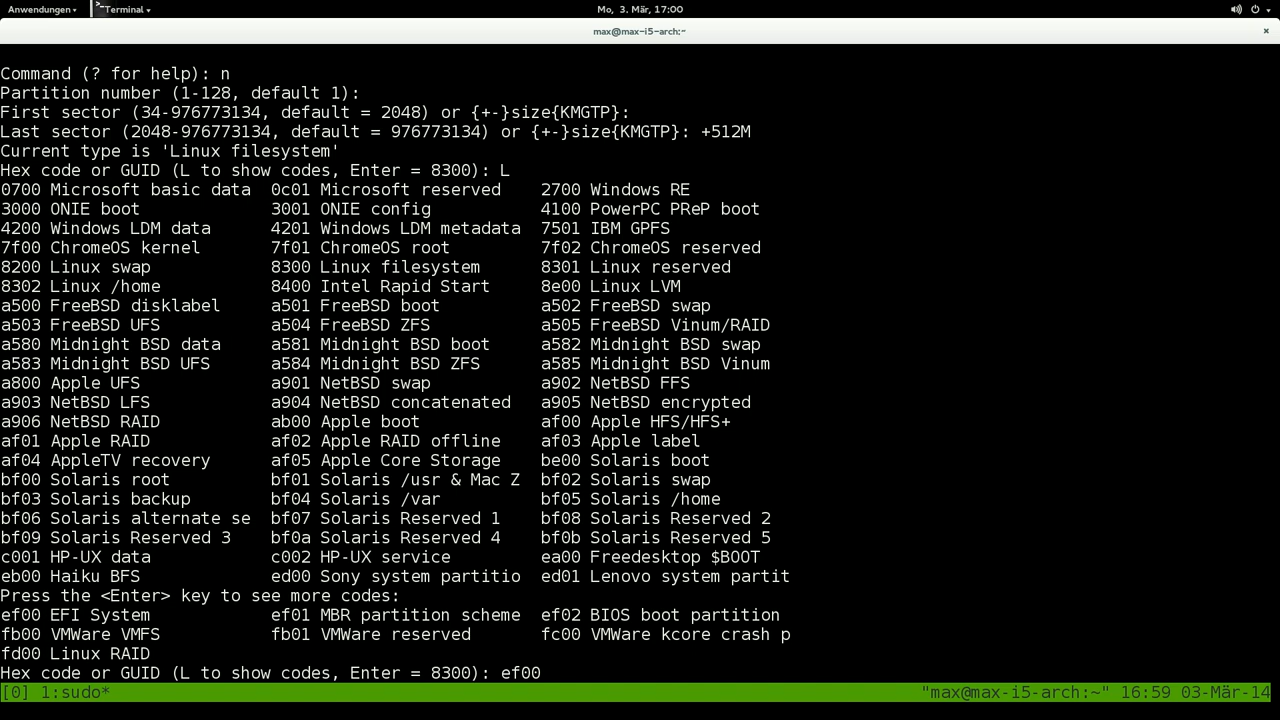 Anwendungen Terminal Mo, 3. Mär, 17:00
max@max-i5-arch:~
Command (? for help): n
Partition number (1-128, default 1):
First sector (34-976773134, default = 2048) or {+-}size{KMGTP}:
Last sector (2048-976773134, default = 976773134) or {+-}size{KMGTP}: +512M
Current type is 'Linux filesystem'
Hex code or GUID (L to show codes, Enter = 8300): L
0700 Microsoft basic data  0c01 Microsoft reserved    2700 Windows RE
3000 ONIE boot             3001 ONIE config           4100 PowerPC PReP boot
4200 Windows LDM data      4201 Windows LDM metadata  7501 IBM GPFS
7f00 ChromeOS kernel       7f01 ChromeOS root         7f02 ChromeOS reserved
8200 Linux swap            8300 Linux filesystem      8301 Linux reserved
8302 Linux /home           8400 Intel Rapid Start     8e00 Linux LVM
a500 FreeBSD disklabel     a501 FreeBSD boot          a502 FreeBSD swap
a503 FreeBSD UFS           a504 FreeBSD ZFS           a505 FreeBSD Vinum/RAID
a580 Midnight BSD data     a581 Midnight BSD boot     a582 Midnight BSD swap
a583 Midnight BSD UFS      a584 Midnight BSD ZFS      a585 Midnight BSD Vinum
a800 Apple UFS             a901 NetBSD swap           a902 NetBSD FFS
a903 NetBSD LFS            a904 NetBSD concatenated   a905 NetBSD encrypted
a906 NetBSD RAID           ab00 Apple boot            af00 Apple HFS/HFS+
af01 Apple RAID            af02 Apple RAID offline    af03 Apple label
af04 AppleTV recovery      af05 Apple Core Storage    be00 Solaris boot
bf00 Solaris root          bf01 Solaris /usr & Mac Z  bf02 Solaris swap
bf03 Solaris backup        bf04 Solaris /var          bf05 Solaris /home
bf06 Solaris alternate se  bf07 Solaris Reserved 1    bf08 Solaris Reserved 2
bf09 Solaris Reserved 3    bf0a Solaris Reserved 4    bf0b Solaris Reserved 5
c001 HP-UX data            c002 HP-UX service         ea00 Freedesktop $BOOT
eb00 Haiku BFS             ed00 Sony system partitio  ed01 Lenovo system partit
Press the <Enter> key to see more codes:
ef00 EFI System            ef01 MBR partition scheme  ef02 BIOS boot partition
fb00 VMWare VMFS           fb01 VMWare reserved       fc00 VMWare kcore crash p
fd00 Linux RAID
Hex code or GUID (L to show codes, Enter = 8300): ef00
[0] 1:sudo* "max@max-i5-arch:~" 16:59 03-Mär-14